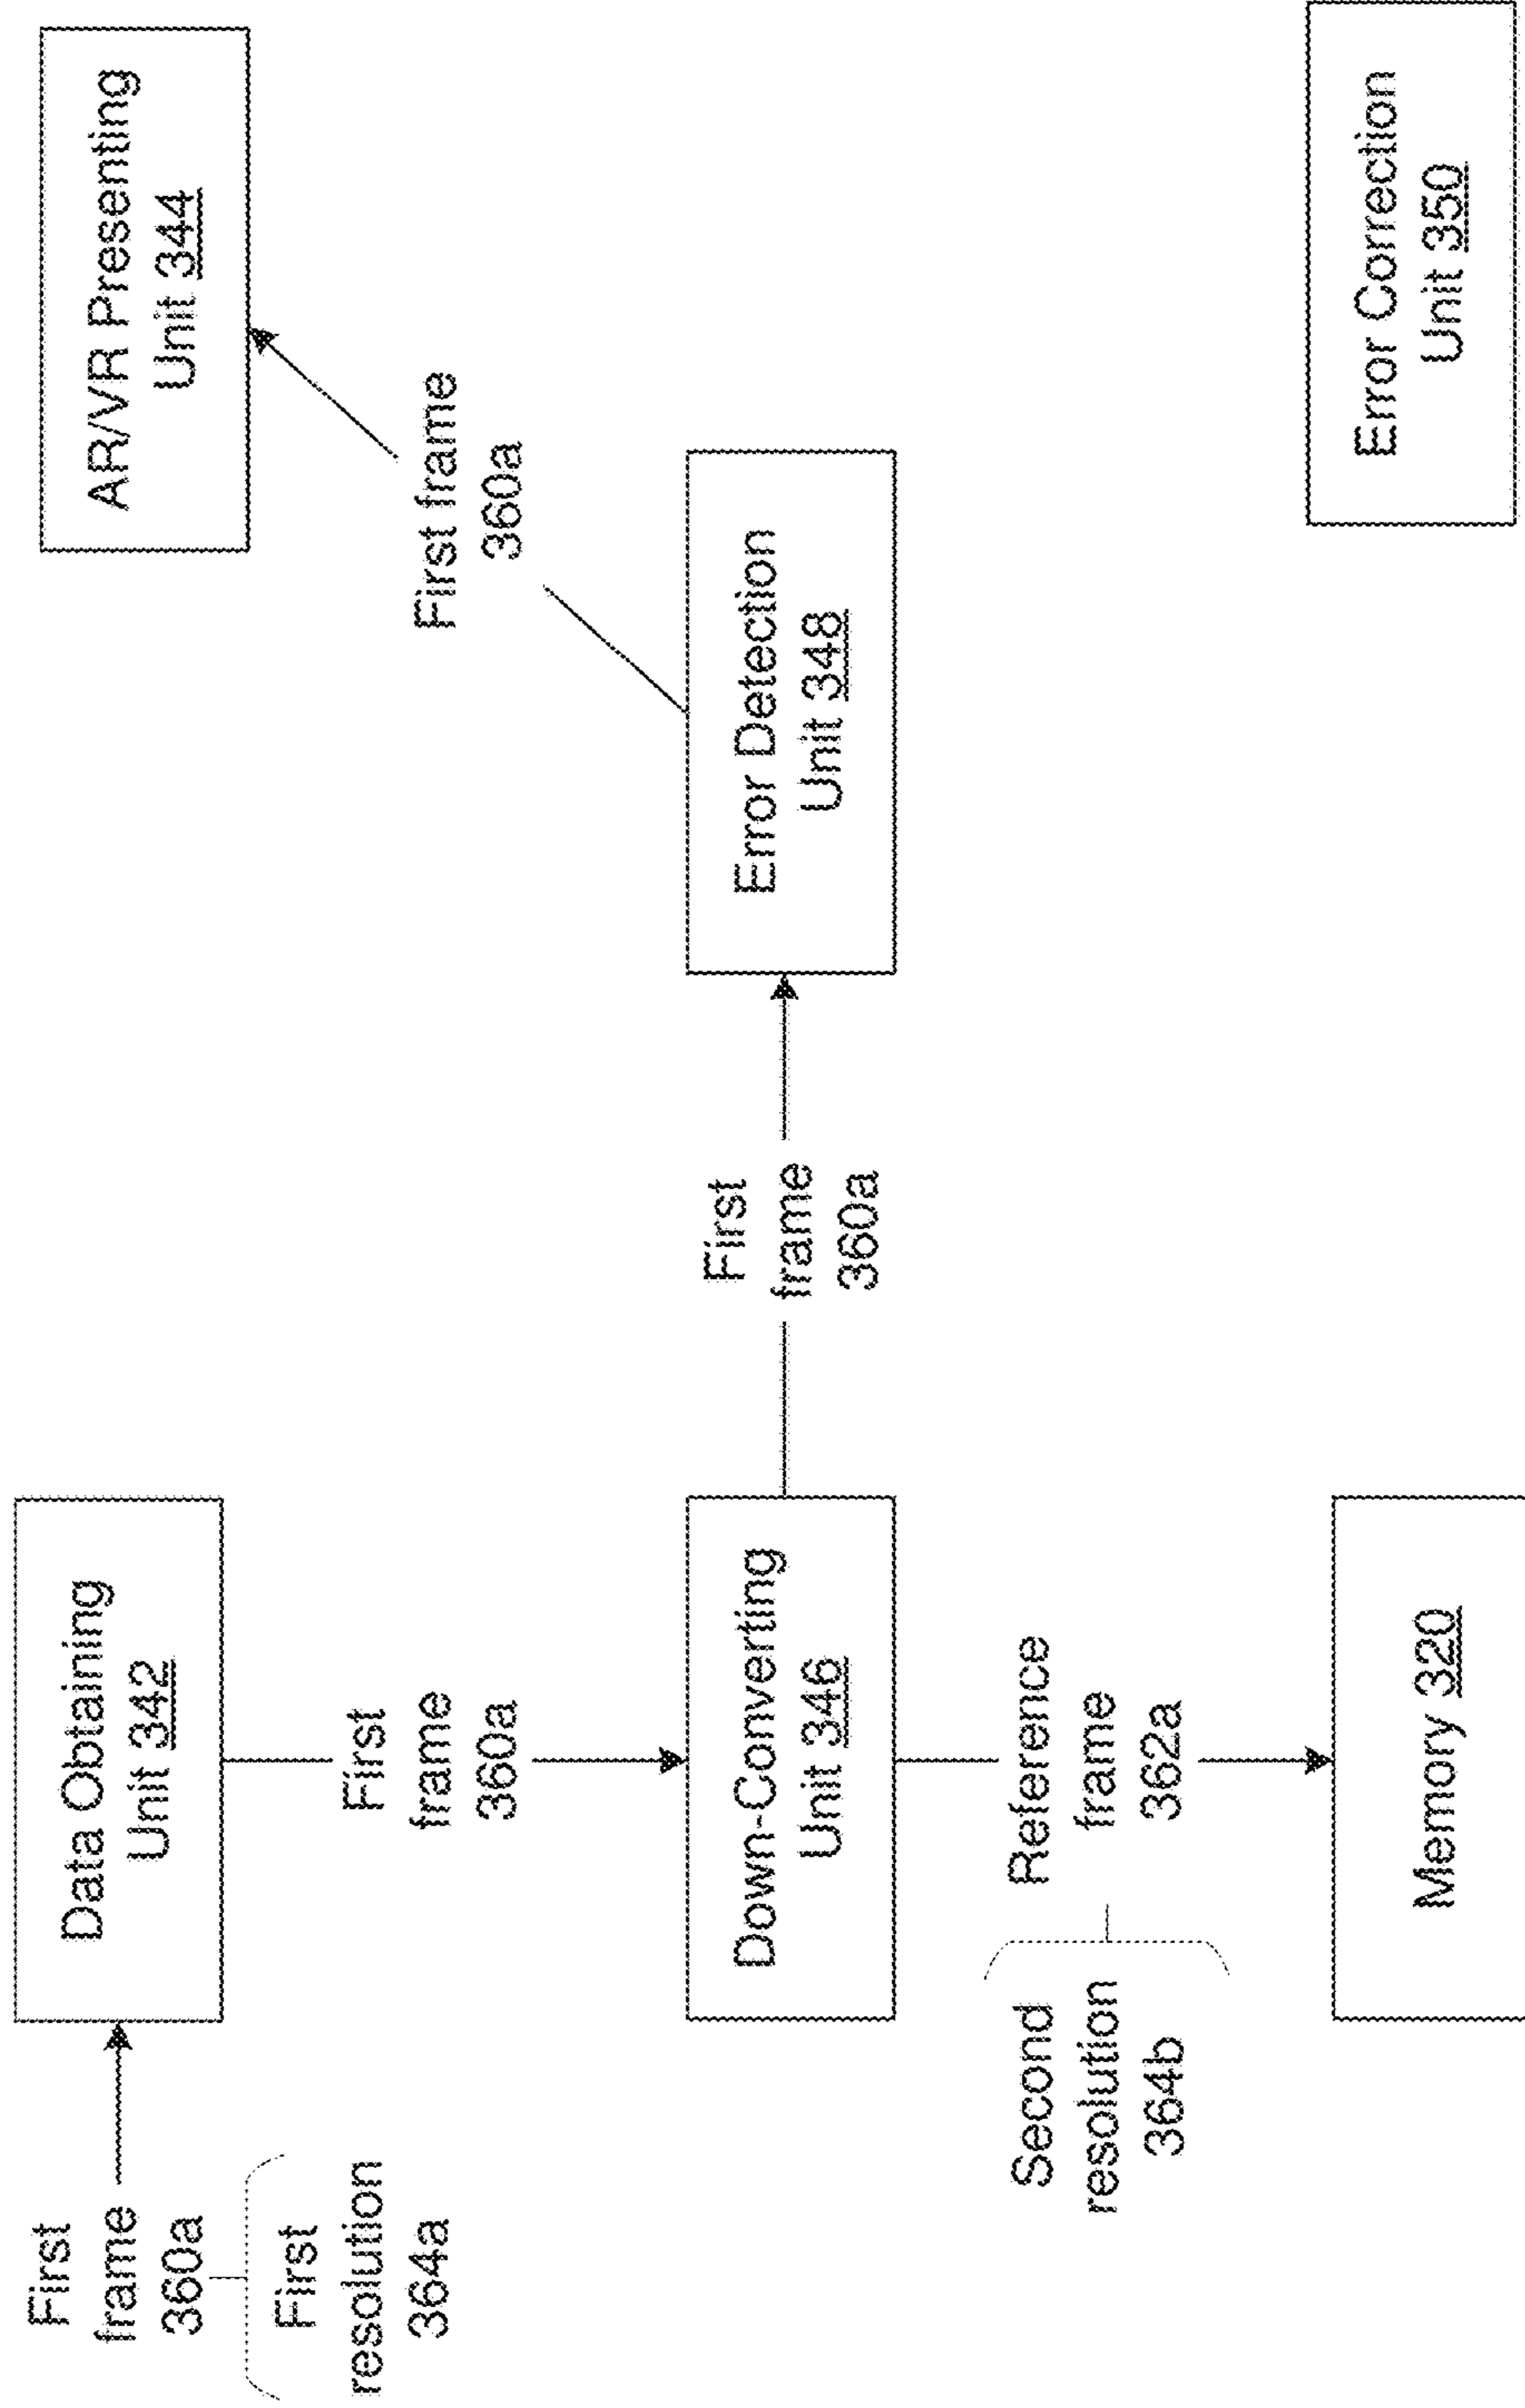 First
frame
360a
First
resolution
364a
Data Obtaining
Unit 342
First
frame
360a
AR/VR Presenting
Unit 344
First frame
360a
Down-Converting
Unit 346
First
frame
360a
Error Detection
Unit 348
Second
resolution
364b
Reference
frame
362a
Memory 320
Error Correction
Unit 350